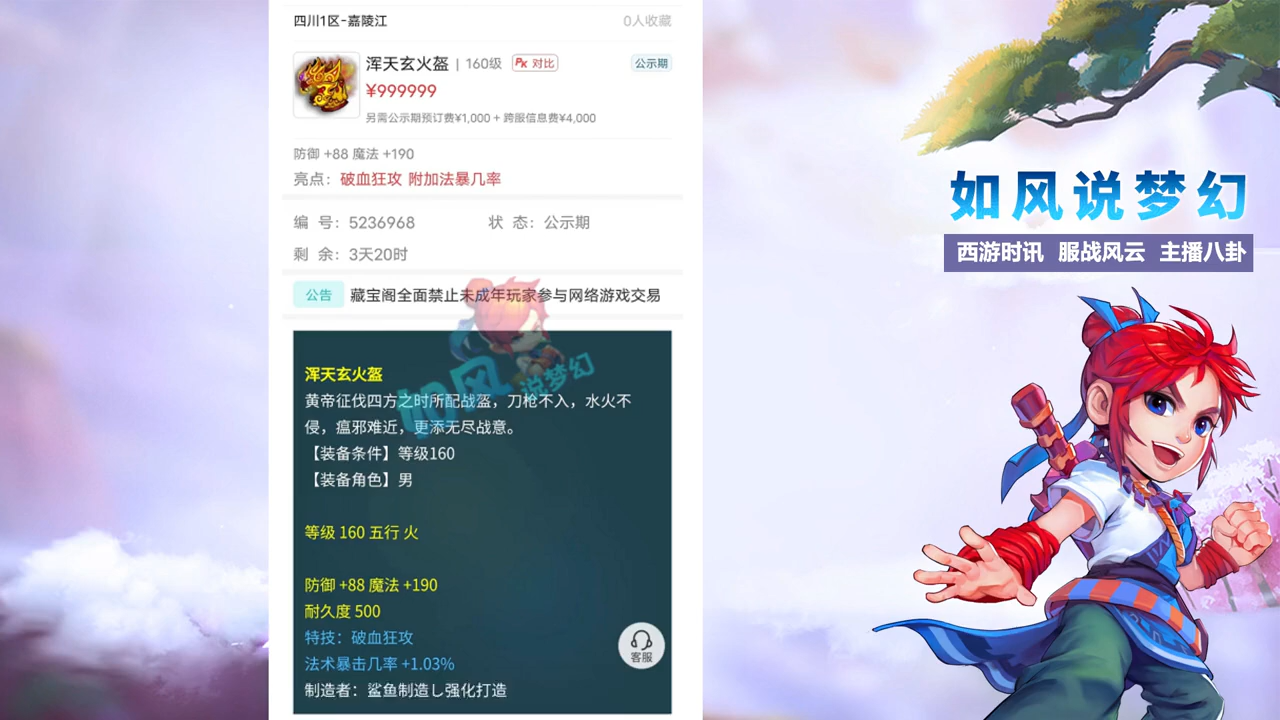 四川1区-嘉陵江
0人收藏
浑天玄火盔 | 160级 PK 对比
公示期
¥999999
另需公示期预订费¥1,000 + 跨服信息费¥4,000
防御 +88 魔法 +190
亮点：破血狂攻 附加法暴几率
编 号：5236968
状 态：公示期
剩 余：3天20时
公告 藏宝阁全面禁止未成年玩家参与网络游戏交易
如风说梦幻
浑天玄火盔
黄帝征伐四方之时所配战盔，刀枪不入，水火不
侵，瘟邪难近，更添无尽战意。
【装备条件】等级160
【装备角色】男
等级 160 五行 火
防御 +88 魔法 +190
耐久度 500
特技：破血狂攻
法术暴击几率 +1.03%
制造者：鲨鱼制造乚强化打造
客服
如风说梦幻
西游时讯 服战风云 主播八卦